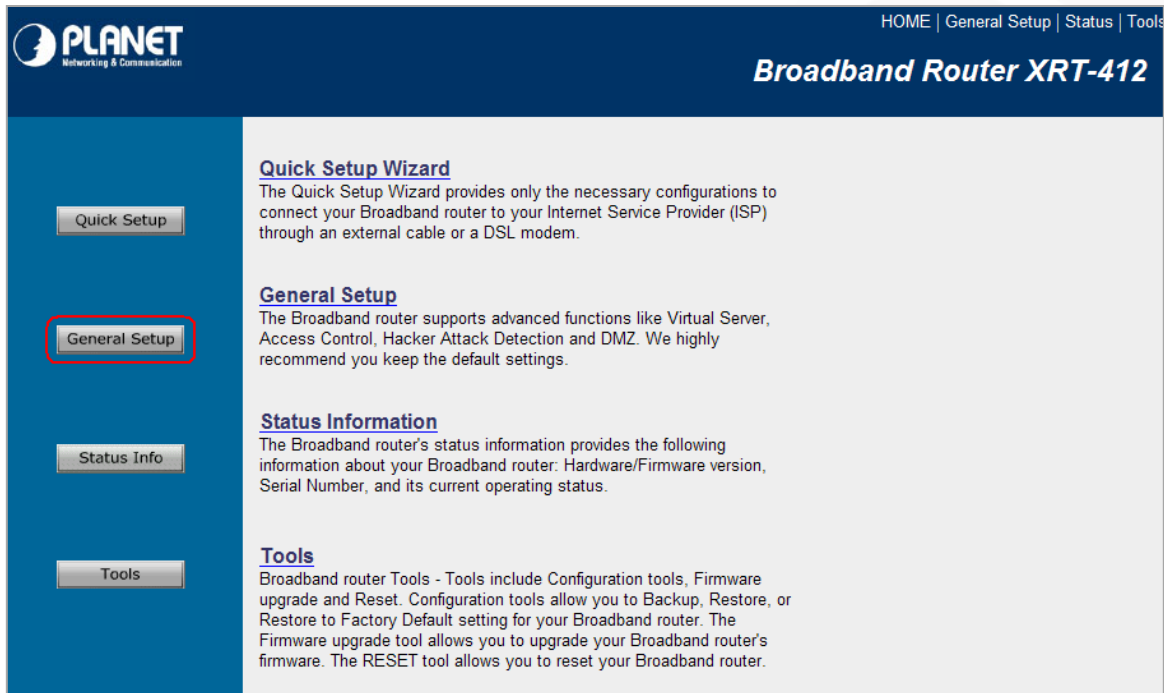 PLANET
Networking & Communication
HOME | General Setup | Status | Tools
Broadband Router XRT-412
Quick Setup
General Setup
Status Info
Tools
Quick Setup Wizard
The Quick Setup Wizard provides only the necessary configurations to
connect your Broadband router to your Internet Service Provider (ISP)
through an external cable or a DSL modem.
General Setup
The Broadband router supports advanced functions like Virtual Server,
Access Control, Hacker Attack Detection and DMZ. We highly
recommend you keep the default settings.
Status Information
The Broadband router's status information provides the following
information about your Broadband router: Hardware/Firmware version,
Serial Number, and its current operating status.
Tools
Broadband router Tools - Tools include Configuration tools, Firmware
upgrade and Reset. Configuration tools allow you to Backup, Restore, or
Restore to Factory Default setting for your Broadband router. The
Firmware upgrade tool allows you to upgrade your Broadband router's
firmware. The RESET tool allows you to reset your Broadband router.